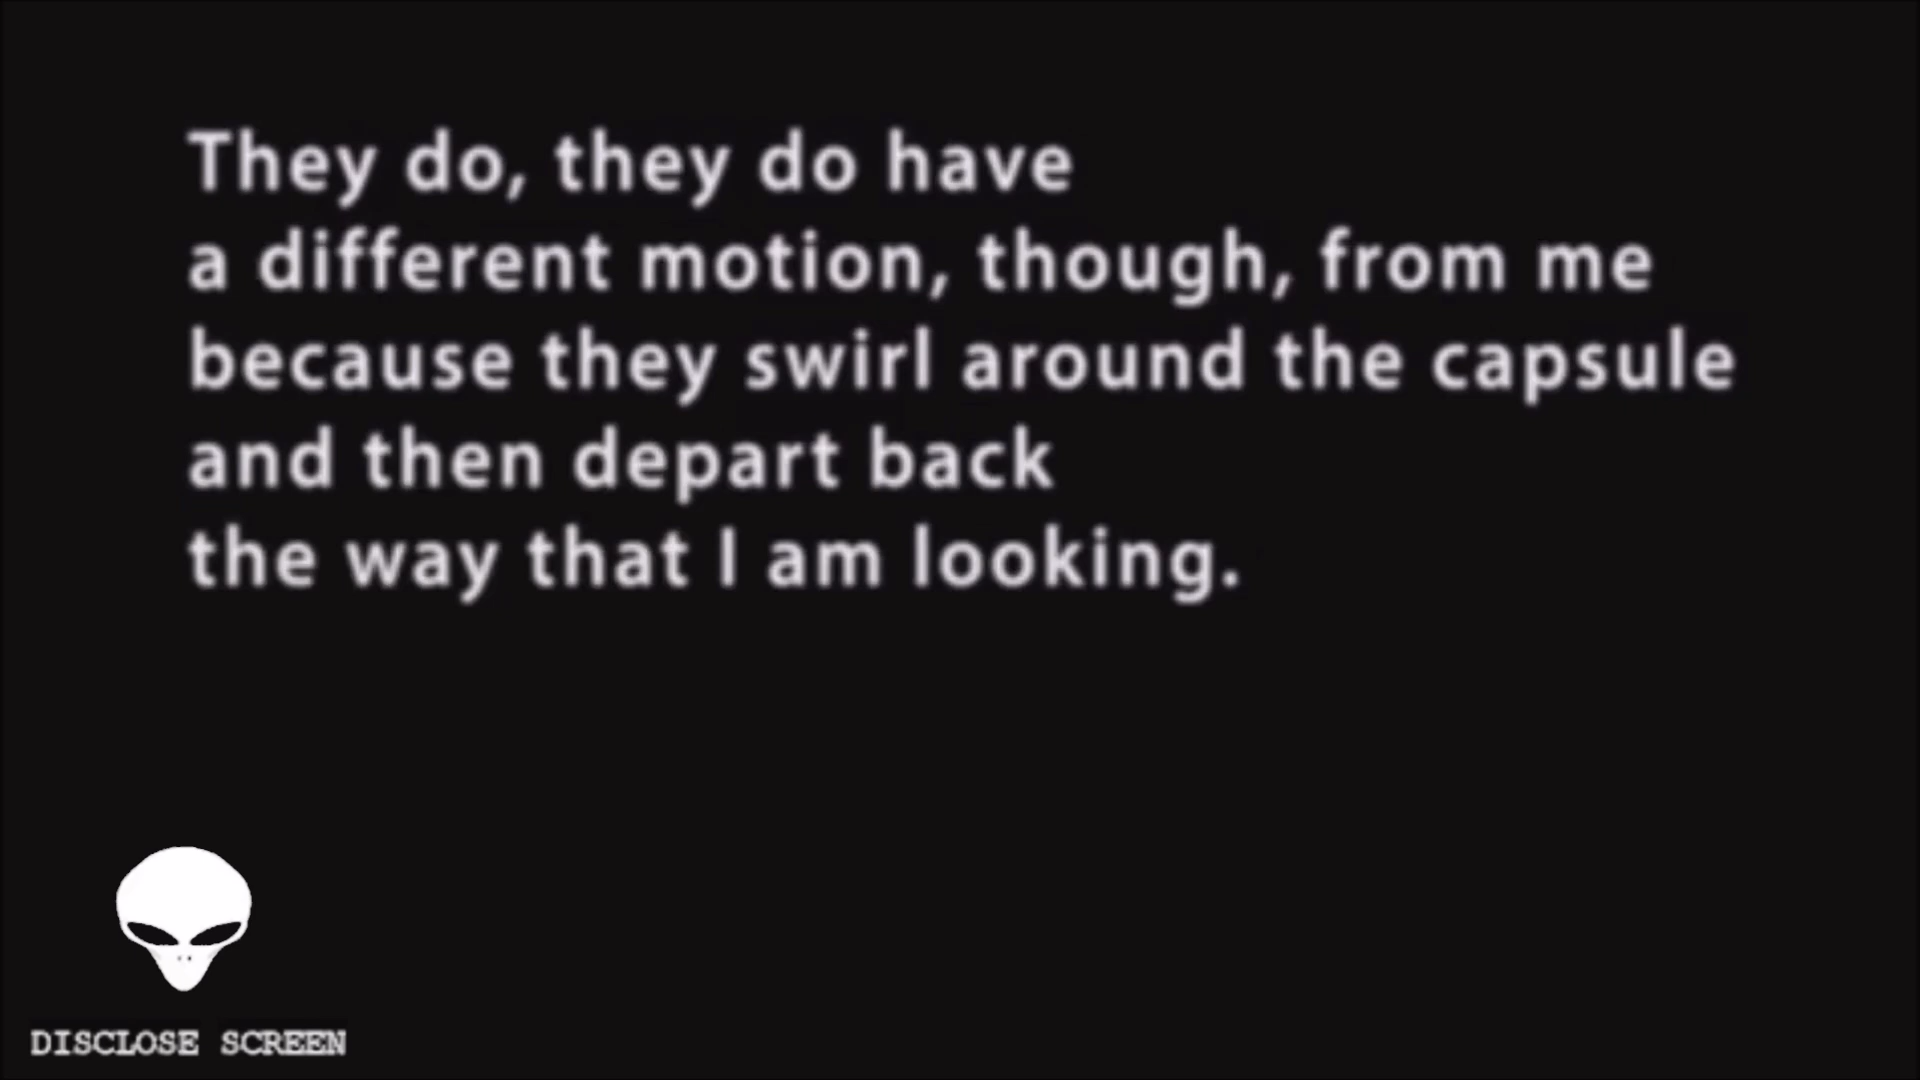 They do, they do have
a different motion, though, from me
because they swirl around the capsule
and then depart back
the way that I am looking.
DISCLOSE SCREEN